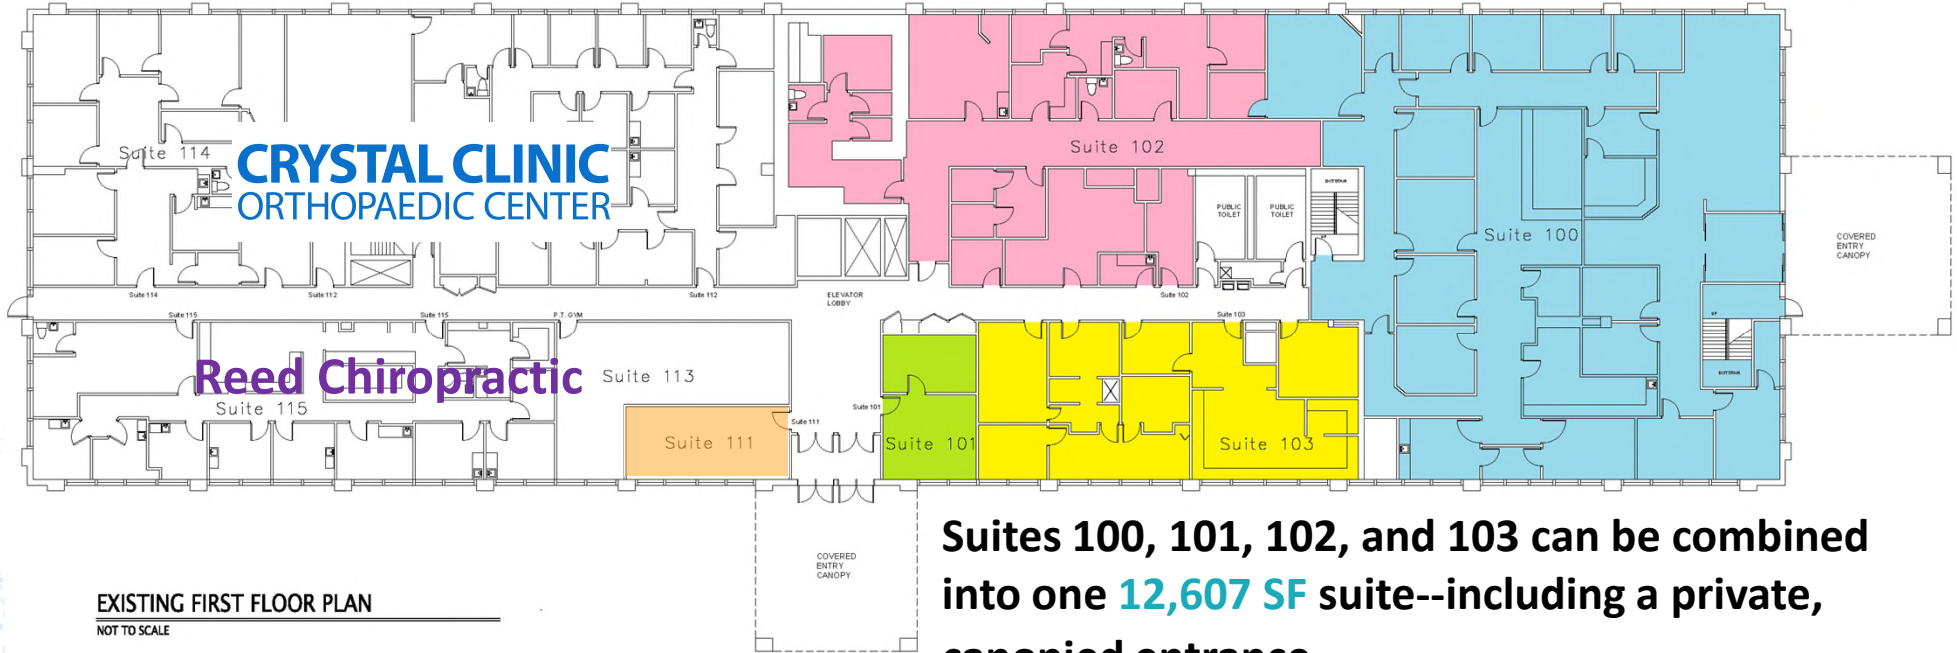 Suite 114
CRYSTAL CLINIC
ORTHOPAEDIC CENTER
Suite 102
PUBLIC
TOILET
PUBLIC
TOILET
Suite 100
COVERED
ENTRY
CANOPY
Suite 114
Suite 112
Suite 112
ELEVATOR
LOBBY
Suite 102
Suite 115
Suite 115
P.T. GYM
Suite 103
UP
Reed Chiropractic
Suite 113
Suite 115
Suite 101
Suite 111
Suite 111
Suite 101
Suite 103
Suites 100, 101, 102, and 103 can be combined
into one 12,607 SF suite--including a private,
canopied entrance
COVERED
ENTRY
CANOPY
EXISTING FIRST FLOOR PLAN
NOT TO SCALE